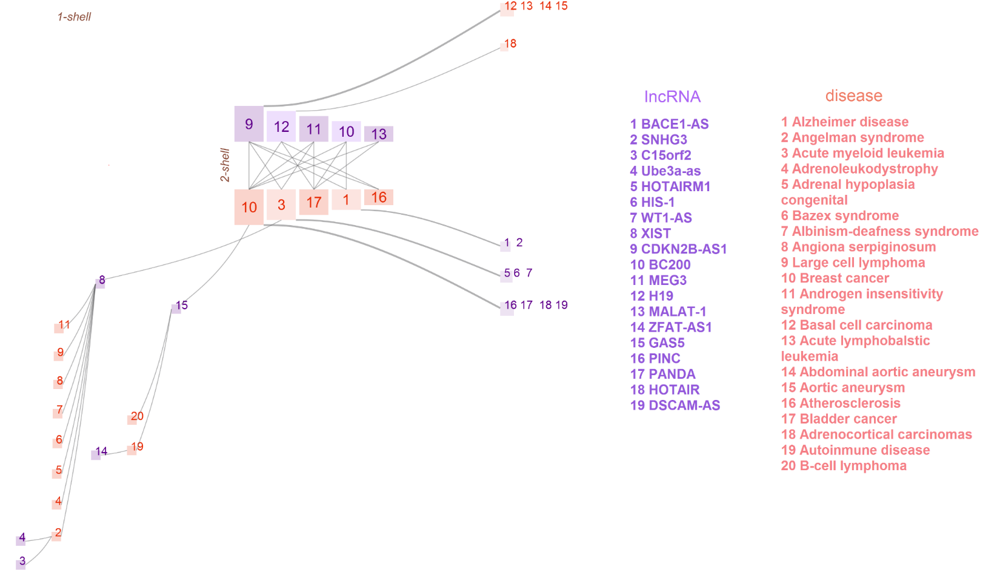 1-shell
12 13 14 15
18
9 12 11 10 13
2-shell
10 3 17 1 16
1 2
5 6 7
16 17 18 19
8
15
11
9
8
7
6
5
4
2
20
19
14
4
3
lncRNA
1 BACE1-AS
2 SNHG3
3 C15orf2
4 Ube3a-as
5 HOTAIRM1
6 HIS-1
7 WT1-AS
8 XIST
9 CDKN2B-AS1
10 BC200
11 MEG3
12 H19
13 MALAT-1
14 ZFAT-AS1
15 GAS5
16 PINC
17 PANDA
18 HOTAIR
19 DSCAM-AS
disease
1 Alzheimer disease
2 Angelman syndrome
3 Acute myeloid leukemia
4 Adrenoleukodystrophy
5 Adrenal hypoplasia
congenital
6 Bazex syndrome
7 Albinism-deafness syndrome
8 Angiona serpiginosum
9 Large cell lymphoma
10 Breast cancer
11 Androgen insensitivity
syndrome
12 Basal cell carcinoma
13 Acute lymphobalstic
leukemia
14 Abdominal aortic aneurysm
15 Aortic aneurysm
16 Atherosclerosis
17 Bladder cancer
18 Adrenocortical carcinomas
19 Autoinmune disease
20 B-cell lymphoma